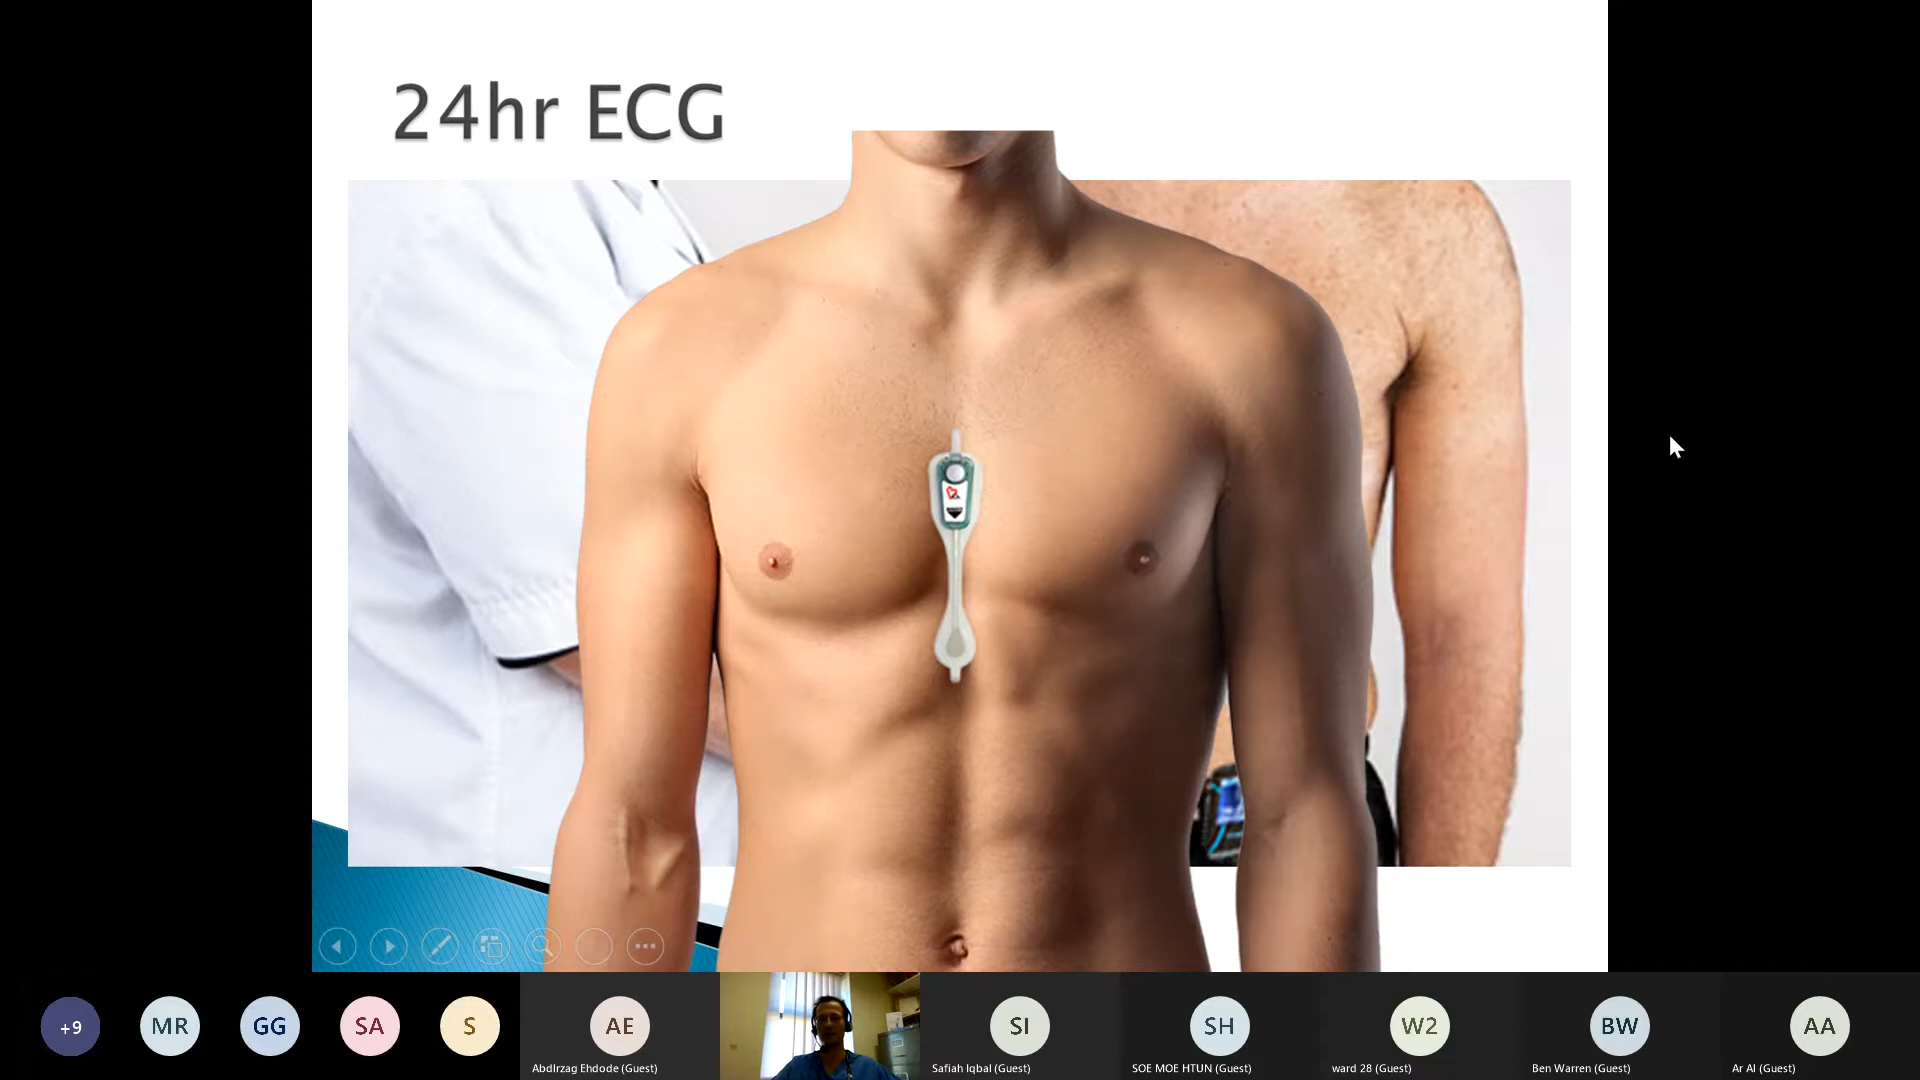 24hr ECG
+9
MR
GG
SA
S
AE
SI
SH
W2
BW
AA
Abdlrzag Ehdode (Guest)
Safiah Iqbal (Guest)
SOE MOE HTUN (Guest)
ward 28 (Guest)
Ben Warren (Guest)
Ar Al (Guest)